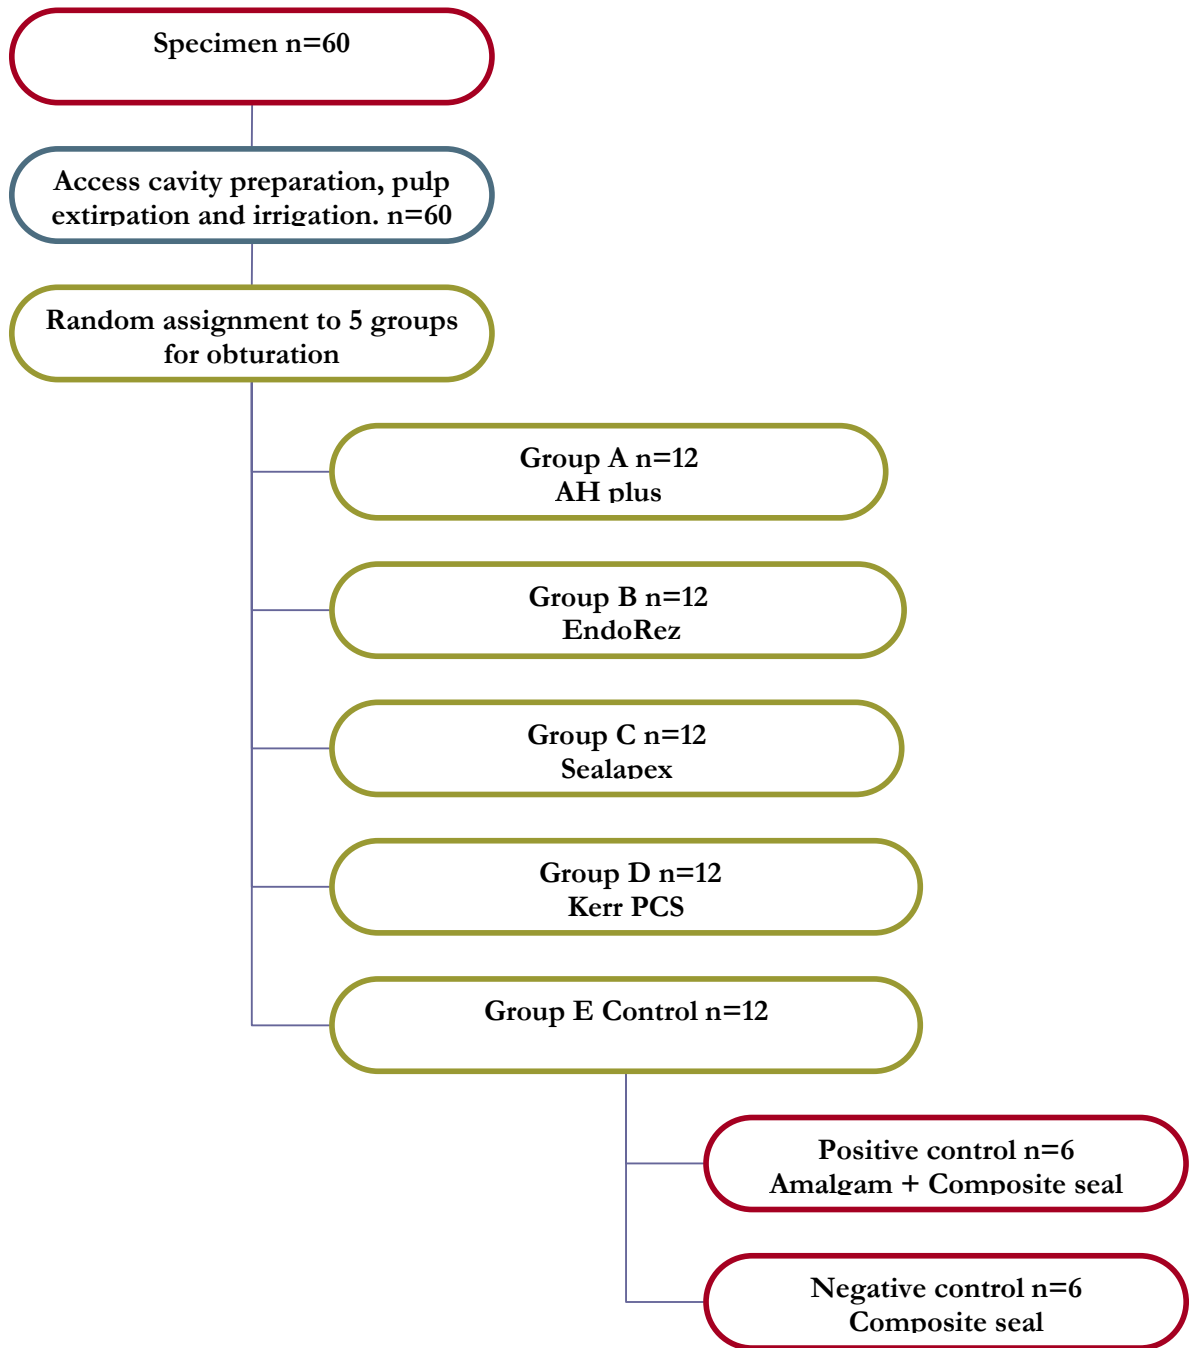 Specimen n=60
Access cavity preparation, pulp
extirpation and irrigation. n=60
Random assignment to 5 groups
for obturation
Group A n=12
AH plus
Group B n=12
EndoRez
Group C n=12
Sealapex
Group D n=12
Kerr PCS
Group E Control n=12
Positive control n=6
Amalgam + Composite seal
Negative control n=6
Composite seal